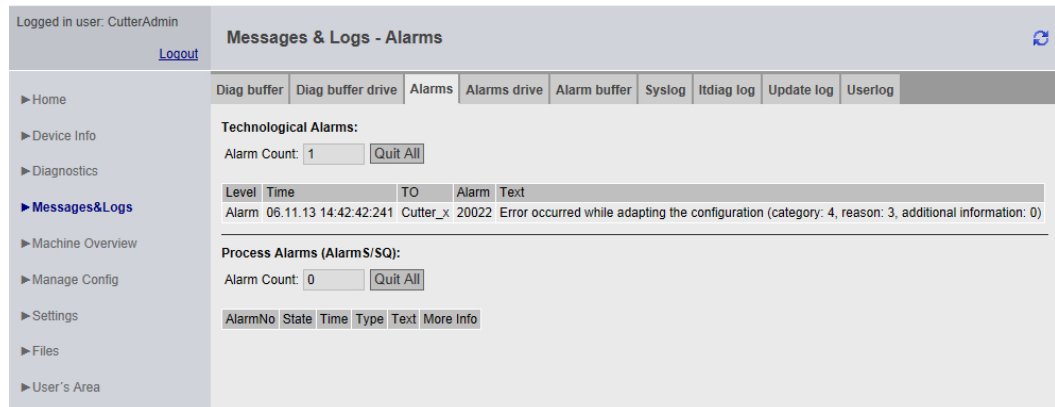 Logged in user: CutterAdmin
Logout
Messages & Logs - Alarms
►Home
►Device Info
►Diagnostics
►Messages&Logs
►Machine Overview
►Manage Config
►Settings
►Files
►User´s Area
Diag buffer Diag buffer drive Alarms Alarms drive Alarm buffer Syslog Itdiag log Update log Userlog
Technological Alarms:
Alarm Count: 1 Quit All
Level Time TO Alarm Text
Alarm 06.11.13 14:42:42:241 Cutter_x 20022 Error occurred while adapting the configuration (category: 4, reason: 3, additional information: 0)
Process Alarms (AlarmS/SQ):
Alarm Count: 0 Quit All
AlarmNo State Time Type Text More Info